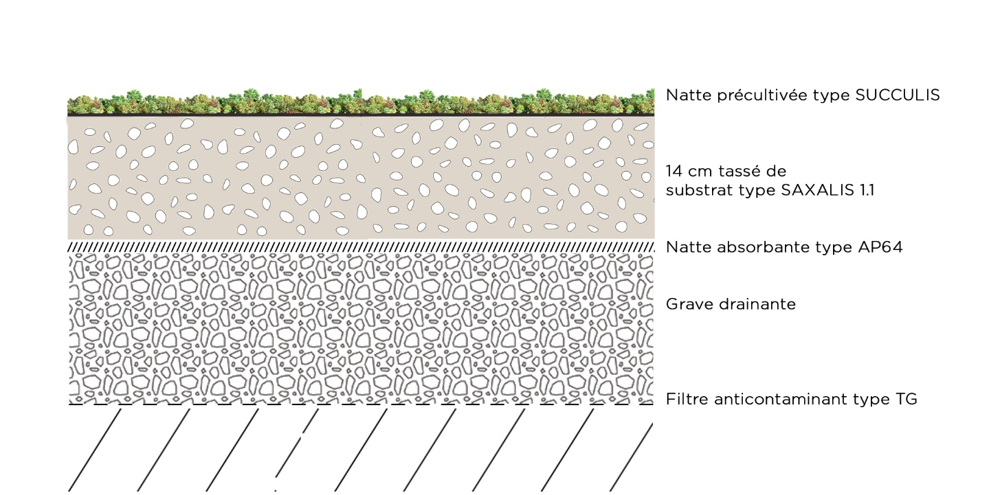 Natte précultivée type SUCCULIS
14 cm tassé de
substrat type SAXALIS 1.1
Natte absorbante type AP64
Grave drainante
Filtre anticontaminant type TG